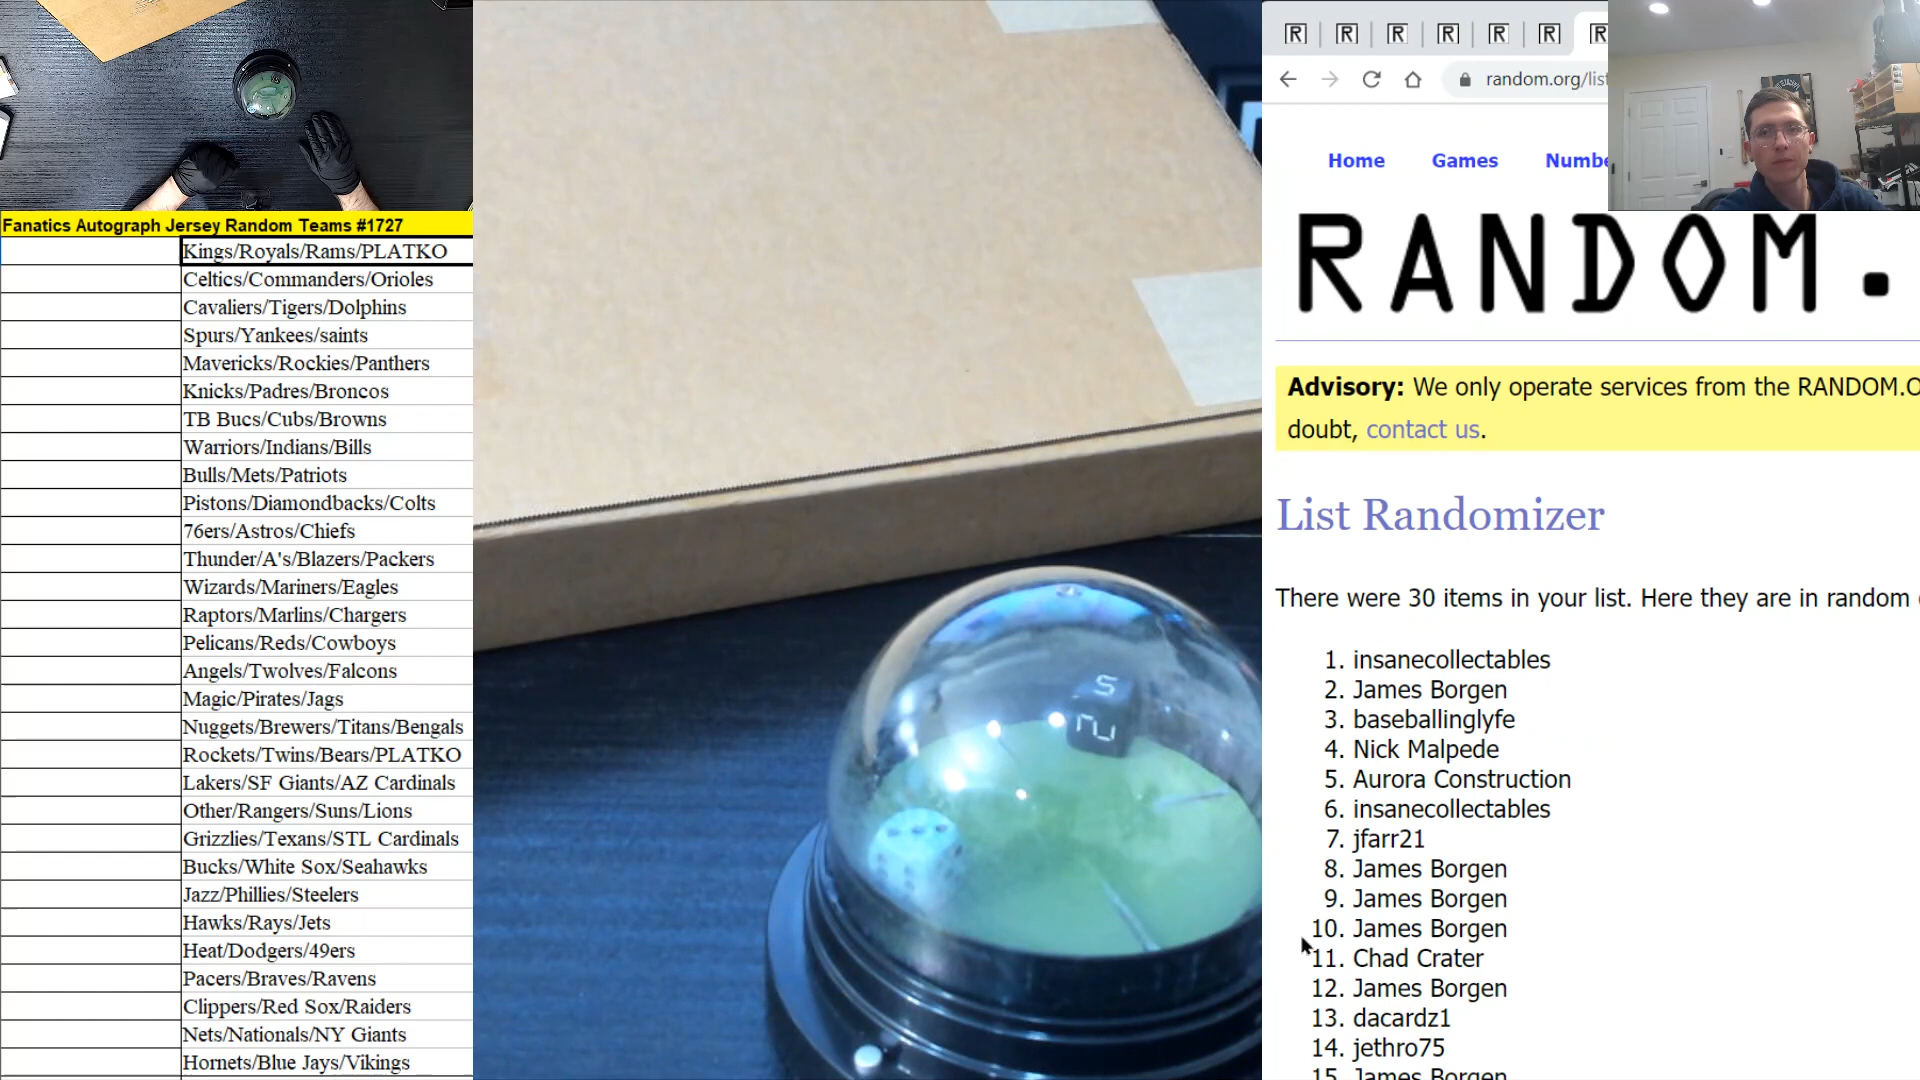 Fanatics Autograph Jersey Random Teams #1727
Kings/Royals/Rams/PLATKO
Celtics/Commanders/Orioles
Cavaliers/Tigers/Dolphins
Spurs/Yankees/saints
Mavericks/Rockies/Panthers
Knicks/Padres/Broncos
TB Bucs/Cubs/Browns
Warriors/Indians/Bills
Bulls/Mets/Patriots
Pistons/Diamondbacks/Colts
76ers/Astros/Chiefs
Thunder/A's/Blazers/Packers
Wizards/Mariners/Eagles
Raptors/Marlins/Chargers
Pelicans/Reds/Cowboys
Angels/Twolves/Falcons
Magic/Pirates/Jags
Nuggets/Brewers/Titans/Bengals
Rockets/Twins/Bears/PLATKO
Lakers/SF Giants/AZ Cardinals
Other/Rangers/Suns/Lions
Grizzlies/Texans/STL Cardinals
Bucks/White Sox/Seahawks
Jazz/Phillies/Steelers
Hawks/Rays/Jets
Heat/Dodgers/49ers
Pacers/Braves/Ravens
Clippers/Red Sox/Raiders
Nets/Nationals/NY Giants
Hornets/Blue Jays/Vikings
5
R R R R R R R
random.org/list
Home Games Numbe
RANDOM.
Advisory: We only operate services from the RANDOM.O
doubt, contact us.
List Randomizer
There were 30 items in your list. Here they are in random
1. insanecollectables
2. James Borgen
3. baseballinglyfe
4. Nick Malpede
5. Aurora Construction
6. insanecollectables
7. jfarr21
8. James Borgen
9. James Borgen
10. James Borgen
11. Chad Crater
12. James Borgen
13. dacardz1
14. jethro75
15. James Borgen